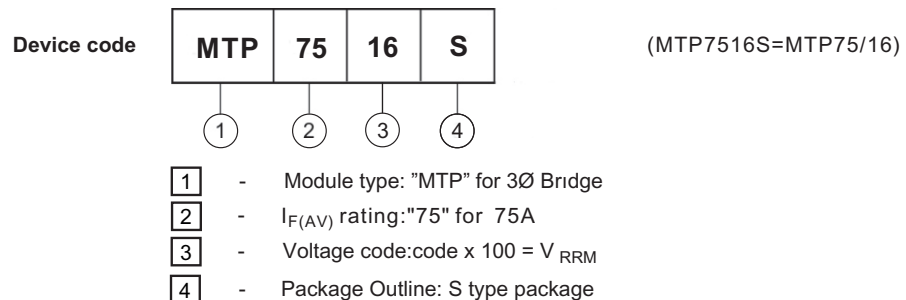 Device code MTP 75 16 S (MTP7516S=MTP75/16)
1 2 3 4
1 - Module type: ”MTP” for 3Ø Brıdge
2 - IF(AV) rating:"75" for 75A
3 - Voltage code:code x 100 = V RRM
4 - Package Outline: S type package